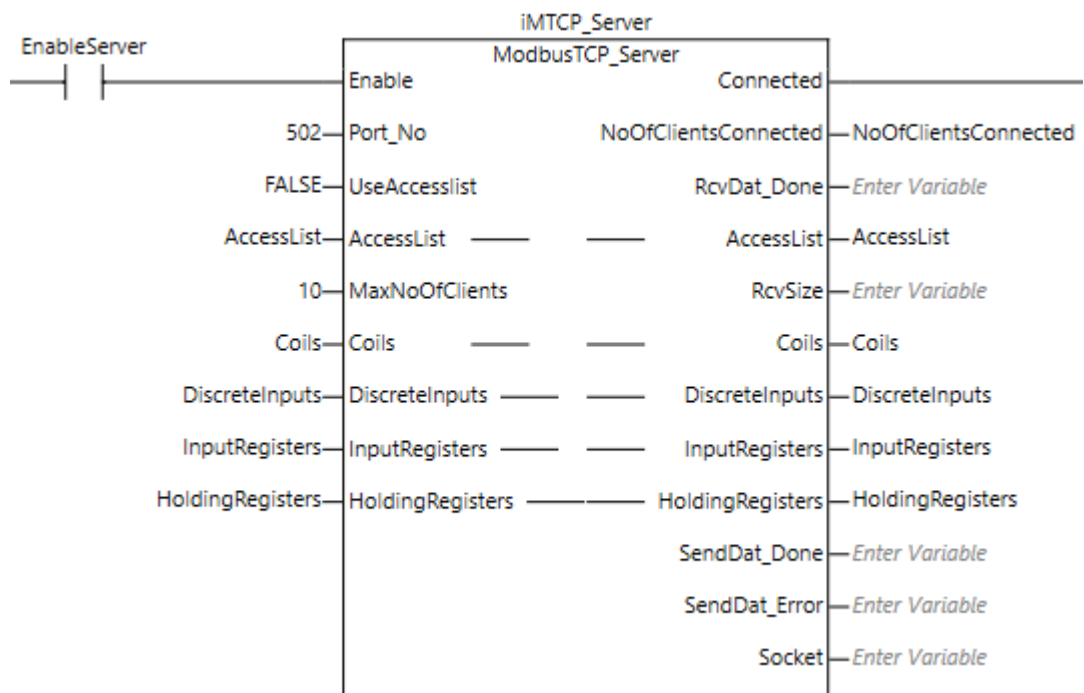 iMTCP_Server
EnableServer
ModbusTCP_Server
Enable Connected
502 Port_No NoOfClientsConnected NoOfClientsConnected
FALSE UseAccesslist RcvDat_Done Enter Variable
AccessList AccessList AccessList AccessList
10 MaxNoOfClients RcvSize Enter Variable
Coils Coils Coils Coils
DiscreteInputs DiscreteInputs DiscreteInputs DiscreteInputs
InputRegisters InputRegisters InputRegisters InputRegisters
HoldingRegisters HoldingRegisters HoldingRegisters HoldingRegisters
SendDat_Done Enter Variable
SendDat_Error Enter Variable
Socket Enter Variable